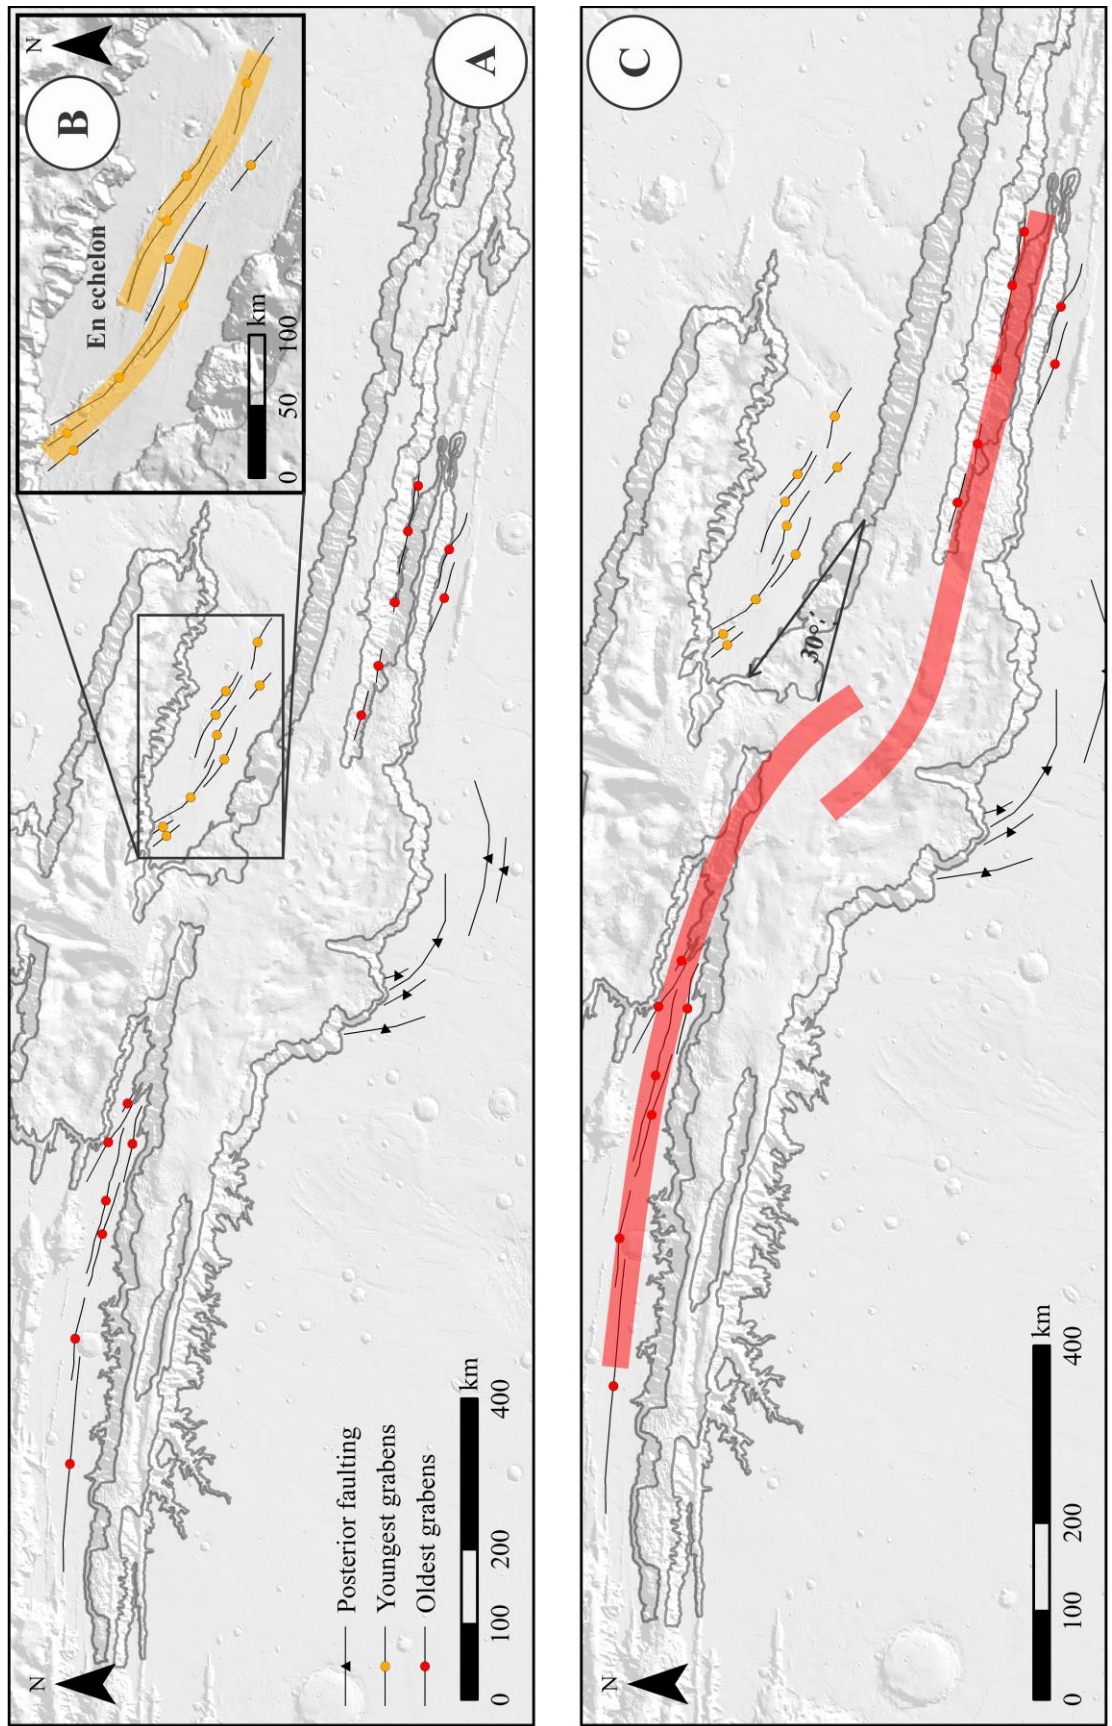 A
N
B
En echelon
0 50 100 km
N
Posterior faulting
Youngest grabens
Oldest grabens
0 100 200 400 km
C
30°
N
0 100 200 400 km